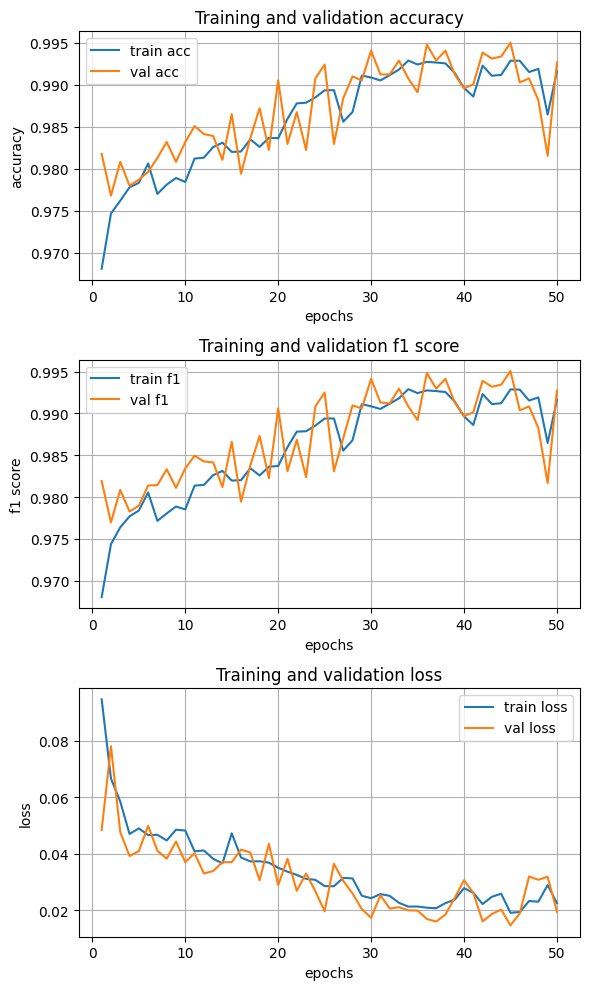 Training and validation accuracy
train acc
val acc
0.995
0.990
0.985
0.980
0.975
0.970
accuracy
0 10 20 30 40 50
epochs
Training and validation f1 score
train f1
val f1
0.995
0.990
0.985
0.980
0.975
0.970
f1 score
0 10 20 30 40 50
epochs
Training and validation loss
train loss
val loss
0.08
0.06
0.04
0.02
loss
0 10 20 30 40 50
epochs